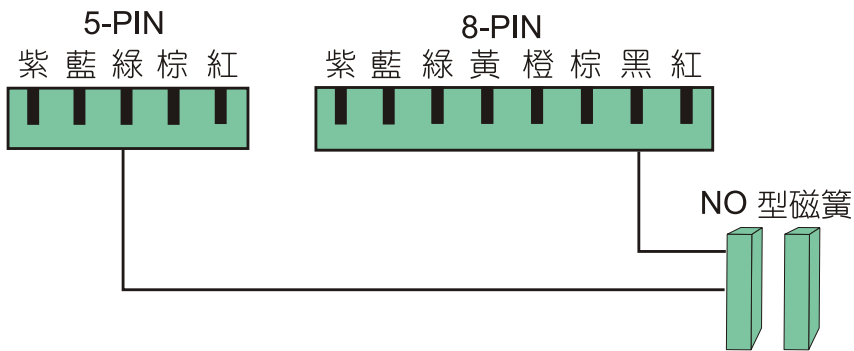 5-PIN
8-PIN
紫 藍 綠 棕 紅
紫 藍 綠 黃 橙 棕 黑 紅
NO 型磁簧